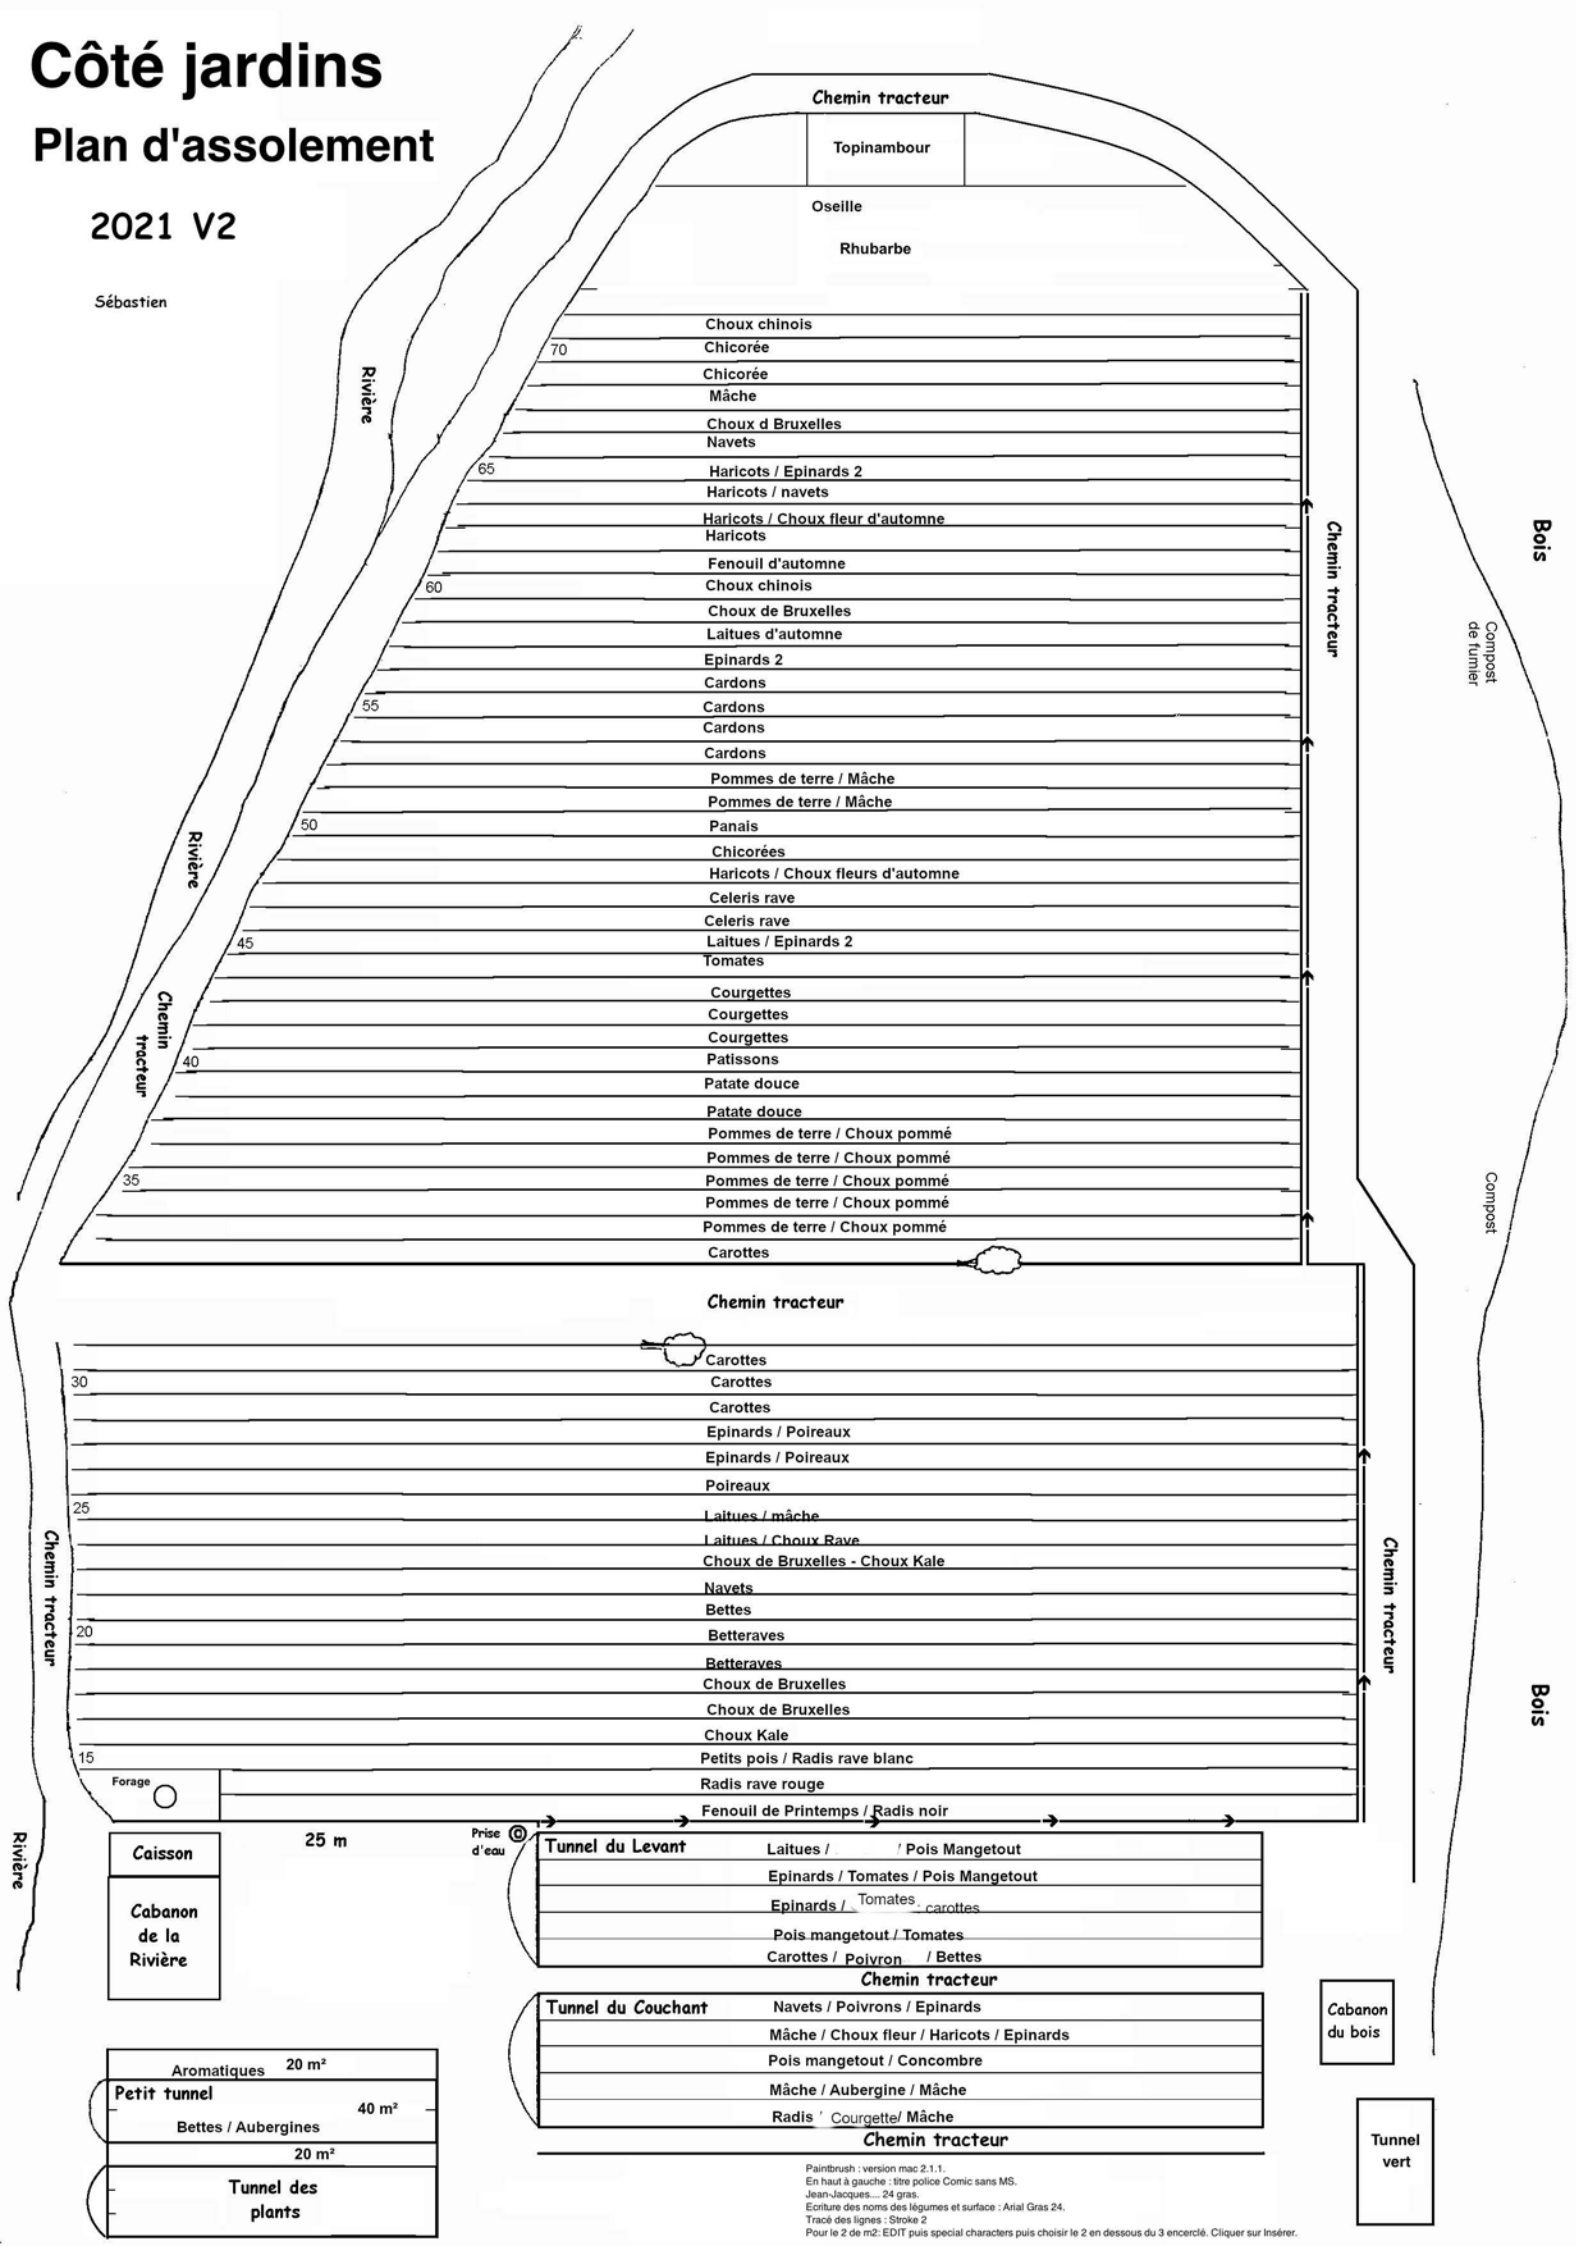 Côté jardins
Plan d'assolement
2021 V2
Sébastien
Chemin tracteur
Topinambour
Oseille
Rhubarbe
Choux chinois
70
Chicorée
Chicorée
Mâche
Choux d Bruxelles
Navets
65
Haricots / Epinards 2
Haricots / navets
Haricots / Choux fleur d'automne
Haricots
Fenouil d'automne
60
Choux chinois
Choux de Bruxelles
Laitues d'automne
Epinards 2
Cardons
55
Cardons
Cardons
Cardons
Pommes de terre / Mâche
Pommes de terre / Mâche
50
Panais
Chicorées
Haricots / Choux fleurs d'automne
Celeris rave
Celeris rave
45
Laitues / Epinards 2
Tomates
Courgettes
Courgettes
Courgettes
40
Patissons
Patate douce
Patate douce
Pommes de terre / Choux pommé
Pommes de terre / Choux pommé
35
Pommes de terre / Choux pommé
Pommes de terre / Choux pommé
Pommes de terre / Choux pommé
Carottes
Rivière
Rivière
Chemin
tracteur
Chemin tracteur
Bois
Compost
de fumier
Compost
Chemin tracteur
Carottes
30
Carottes
Carottes
Epinards / Poireaux
Epinards / Poireaux
Poireaux
25
Laitues / mâche
Laitues / Choux Rave
Choux de Bruxelles - Choux Kale
Navets
Bettes
20
Betteraves
Betteraves
Choux de Bruxelles
Choux de Bruxelles
Choux Kale
15
Petits pois / Radis rave blanc
Radis rave rouge
Fenouil de Printemps / Radis noir
Chemin tracteur
Chemin tracteur
Bois
Rivière
Forage
25 m
Prise
d'eau
Caisson
Cabanon
de la
Rivière
Tunnel du Levant
Laitues / / Pois Mangetout
Epinards / Tomates / Pois Mangetout
Epinards / Tomates carottes
Pois mangetout / Tomates
Carottes / Poivron / Bettes
Chemin tracteur
Tunnel du Couchant
Navets / Poivrons / Epinards
Mâche / Choux fleur / Haricots / Epinards
Pois mangetout / Concombre
Mâche / Aubergine / Mâche
Radis / Courgette/ Mâche
Chemin tracteur
Cabanon
du bois
Tunnel
vert
Aromatiques 20 m²
Petit tunnel
40 m²
Bettes / Aubergines
20 m²
Tunnel des
plants
Paintbrush : version mac 2.1.1.
En haut à gauche : titre police Comic sans MS.
Jean-Jacques.... 24 gras.
Ecriture des noms des légumes et surface : Arial Gras 24.
Tracé des lignes : Stroke 2
Pour le 2 de m2: EDIT puis special characters puis choisir le 2 en dessous du 3 encerclé. Cliquer sur Insérer.